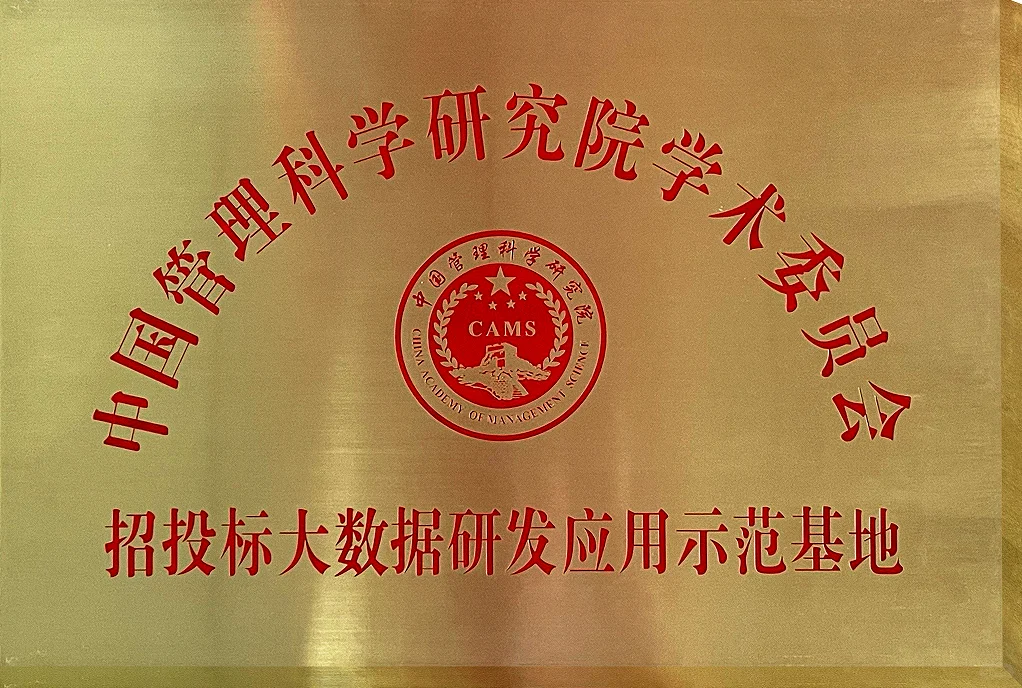 中国管理科学研究院学术委员会
中国管理科学研究院
CAMS
CHINA ACADEMY OF MANAGEMENT SCIENCE
招投标大数据研发应用示范基地